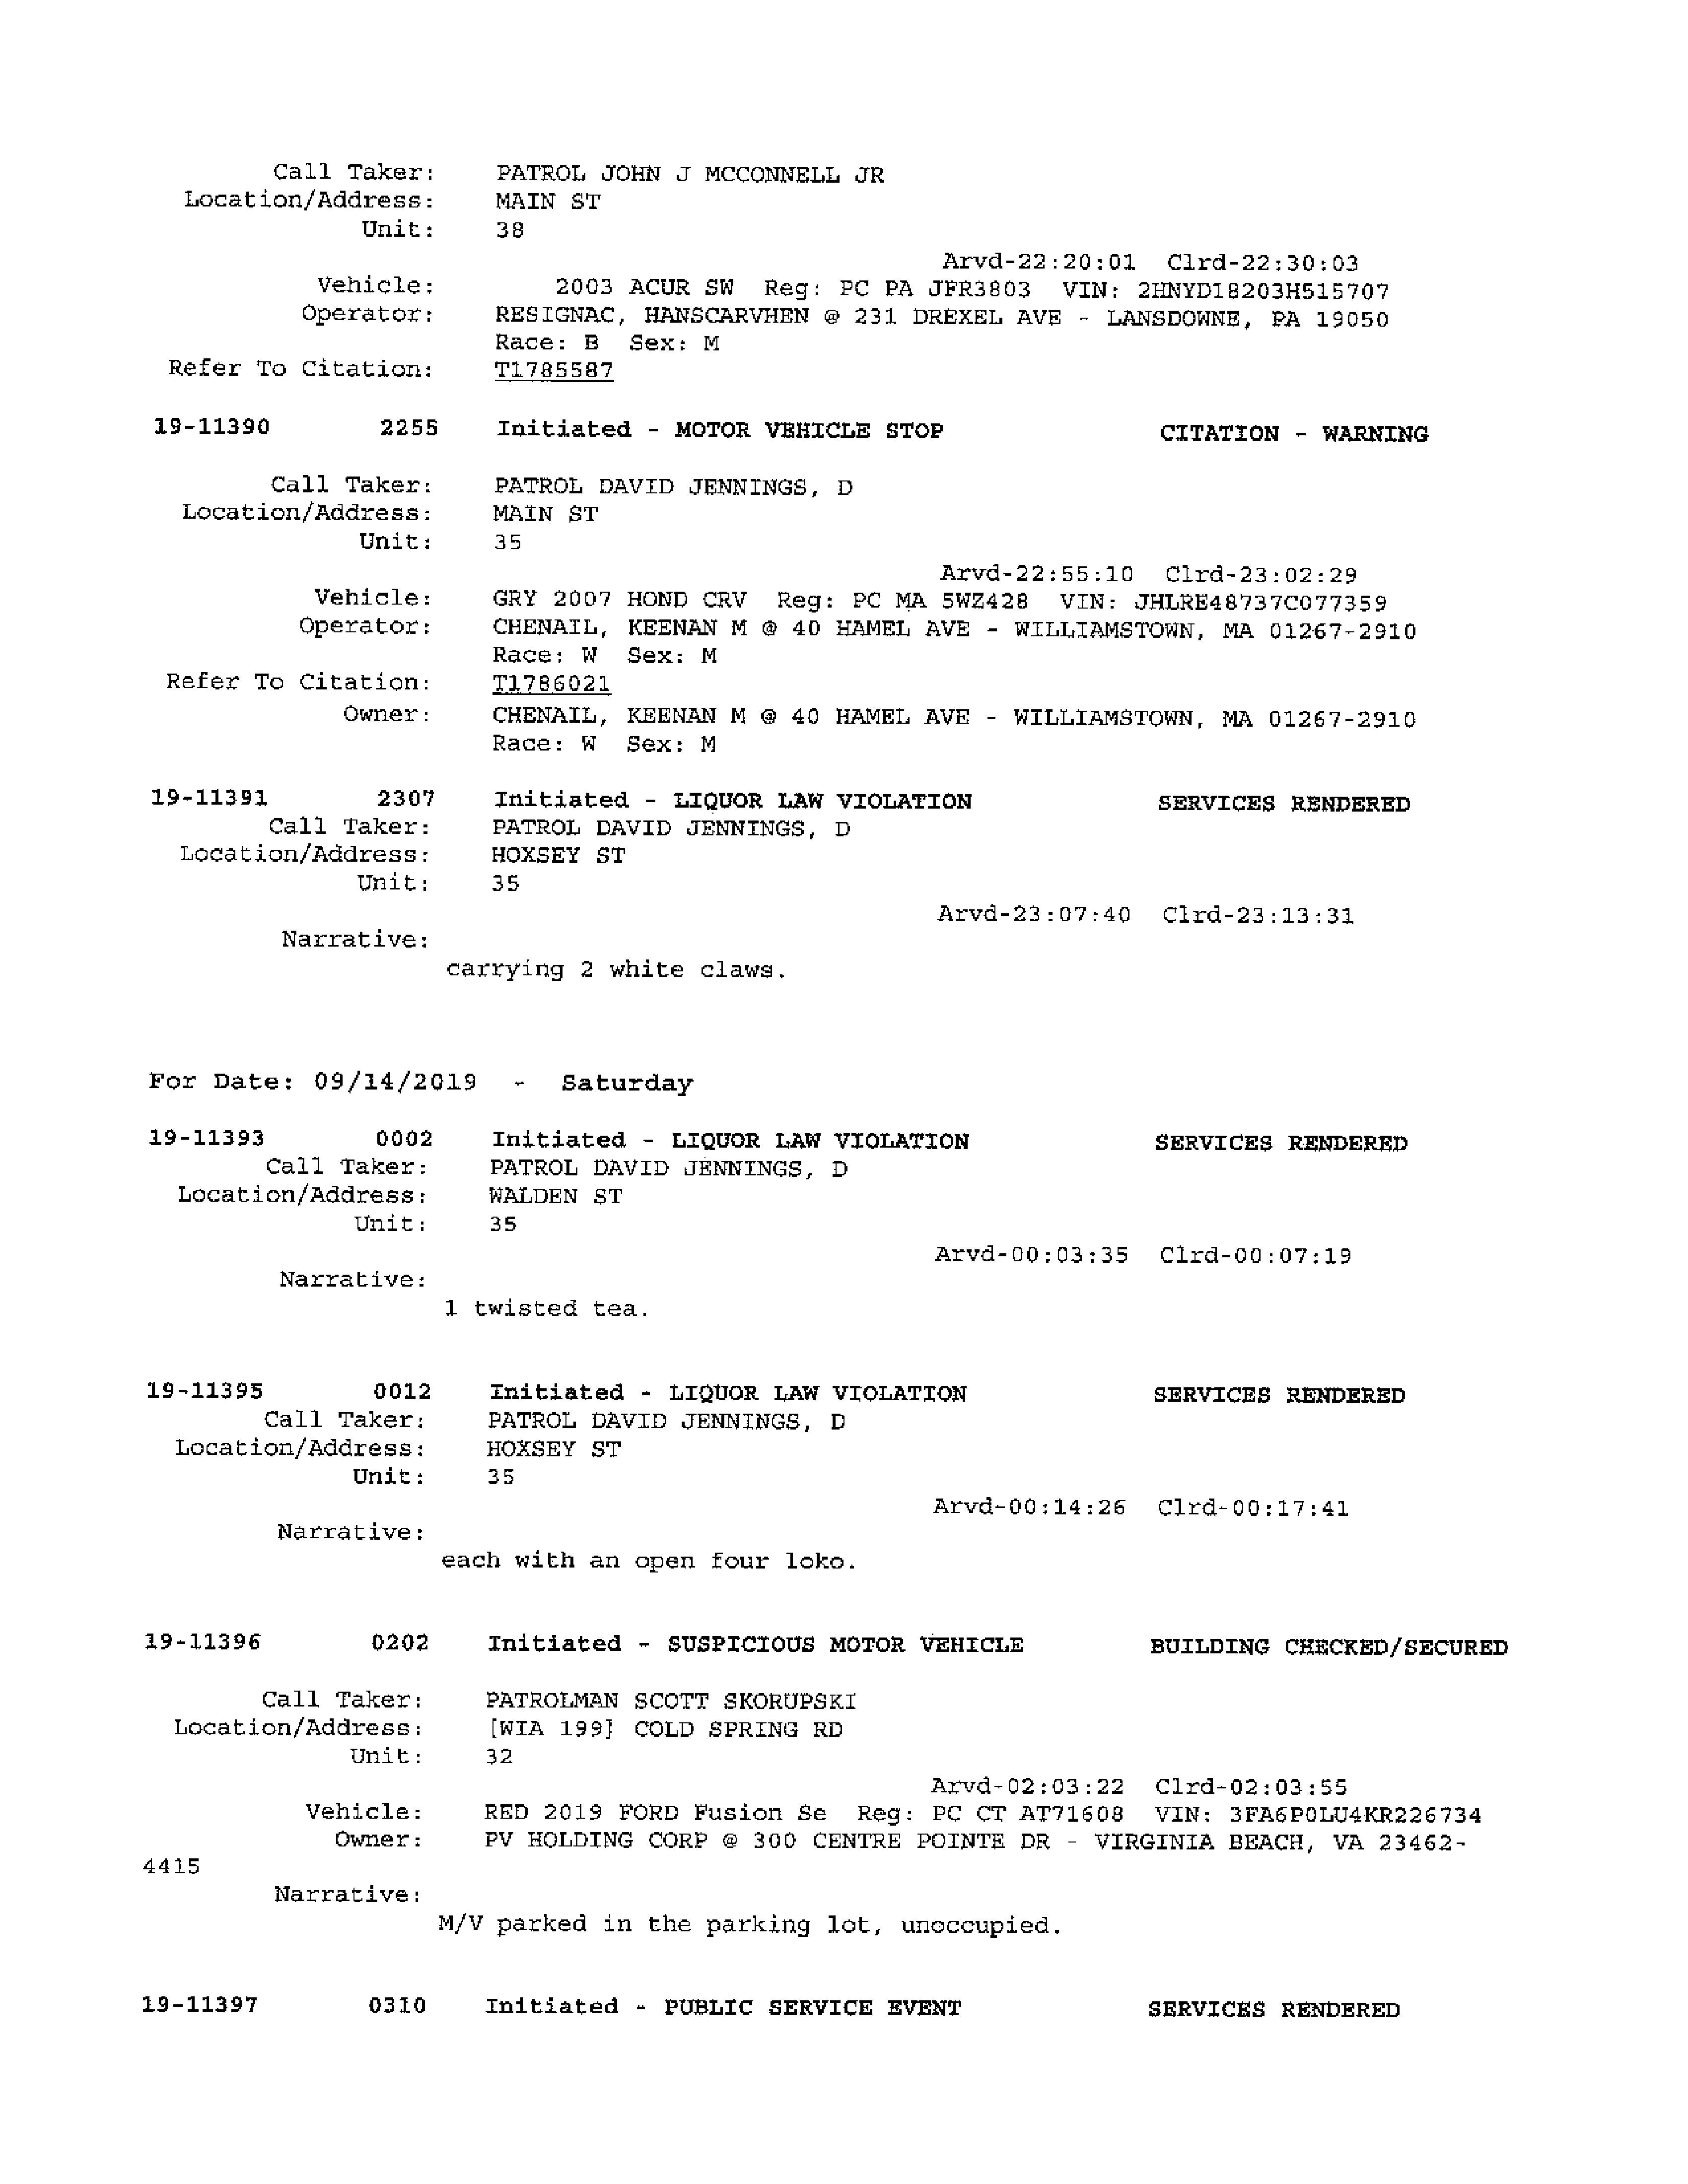 Call Taker: PATROL JOHN J MCCONNELL JR
Location/Address: MAIN ST
Unit: 38
Arvd-22:20:01 Clrd-22:30:03
Vehicle: 2003 ACUR SW Reg: PC PA JFR3803 VIN: 2HNYD18203H515707
Operator: RESIGNAC, HANSCARVHEN @ 231 DREXEL AVE - LANSDOWNE, PA 19050
Race: B Sex: M
Refer To Citation: T1785587
19-11390 2255 Initiated - MOTOR VEHICLE STOP CITATION - WARNING
Call Taker: PATROL DAVID JENNINGS, D
Location/Address: MAIN ST
Unit: 35
Arvd-22:55:10 Clrd-23:02:29
Vehicle: GRY 2007 HOND CRV Reg: PC MA 5WZ428 VIN: JHLRE48737C077359
Operator: CHENAIL, KEENAN M @ 40 HAMEL AVE - WILLIAMSTOWN, MA 01267-2910
Race: W Sex: M
Refer To Citation: T1786021
Owner: CHENAIL, KEENAN M @ 40 HAMEL AVE - WILLIAMSTOWN, MA 01267-2910
Race: W Sex: M
19-11391 2307 Initiated - LIQUOR LAW VIOLATION SERVICES RENDERED
Call Taker: PATROL DAVID JENNINGS, D
Location/Address: HOXSEY ST
Unit: 35
Arvd-23:07:40 Clrd-23:13:31
Narrative:
carrying 2 white claws.
For Date: 09/14/2019 - Saturday
19-11393 0002 Initiated - LIQUOR LAW VIOLATION SERVICES RENDERED
Call Taker: PATROL DAVID JENNINGS, D
Location/Address: WALDEN ST
Unit: 35
Arvd-00:03:35 Clrd-00:07:19
Narrative:
1 twisted tea.
19-11395 0012 Initiated - LIQUOR LAW VIOLATION SERVICES RENDERED
Call Taker: PATROL DAVID JENNINGS, D
Location/Address: HOXSEY ST
Unit: 35
Arvd-00:14:26 Clrd-00:17:41
Narrative:
each with an open four loko.
19-11396 0202 Initiated - SUSPICIOUS MOTOR VEHICLE BUILDING CHECKED/SECURED
Call Taker: PATROLMAN SCOTT SKORUPSKI
Location/Address: [WIA 199] COLD SPRING RD
Unit: 32
Arvd-02:03:22 Clrd-02:03:55
Vehicle: RED 2019 FORD Fusion Se Reg: PC CT AT71608 VIN: 3FA6P0LU4KR226734
Owner: PV HOLDING CORP @ 300 CENTRE POINTE DR - VIRGINIA BEACH, VA 23462-
4415
Narrative:
M/V parked in the parking lot, unoccupied.
19-11397 0310 Initiated - PUBLIC SERVICE EVENT SERVICES RENDERED